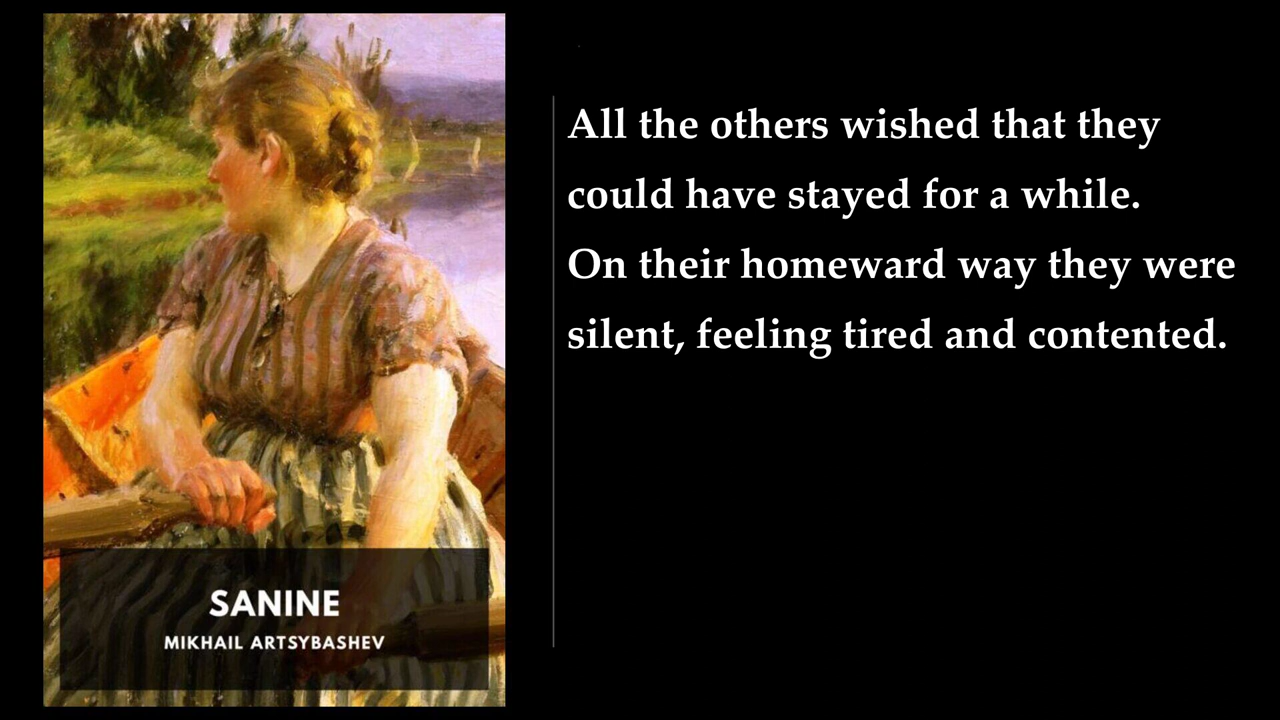 SANINE
MIKHAIL ARTSYBASHEV
All the others wished that they
could have stayed for a while.
On their homeward way they were
silent, feeling tired and contented.